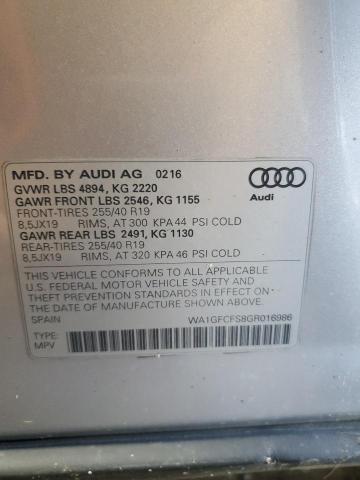 MFD. BY AUDI AG 0216
GVWR LBS 4894, KG 2220
GAWR FRONT LBS 2546, KG 1155
FRONT-TIRES 255/40 R19
8,5JX19 RIMS, AT 300 KPA 44 PSI COLD
GAWR REAR LBS 2491, KG 1130
REAR-TIRES 255/40 R19
8,5JX19 RIMS, AT 320 KPA 46 PSI COLD
Audi
THIS VEHICLE CONFORMS TO ALL APPLICABLE
U.S. FEDERAL MOTOR VEHICLE SAFETY AND
THEFT PREVENTION STANDARDS IN EFFECT ON
THE DATE OF MANUFACTURE SHOWN ABOVE.
SPAIN WA1GFCFS8GR016986
TYPE:
MPV